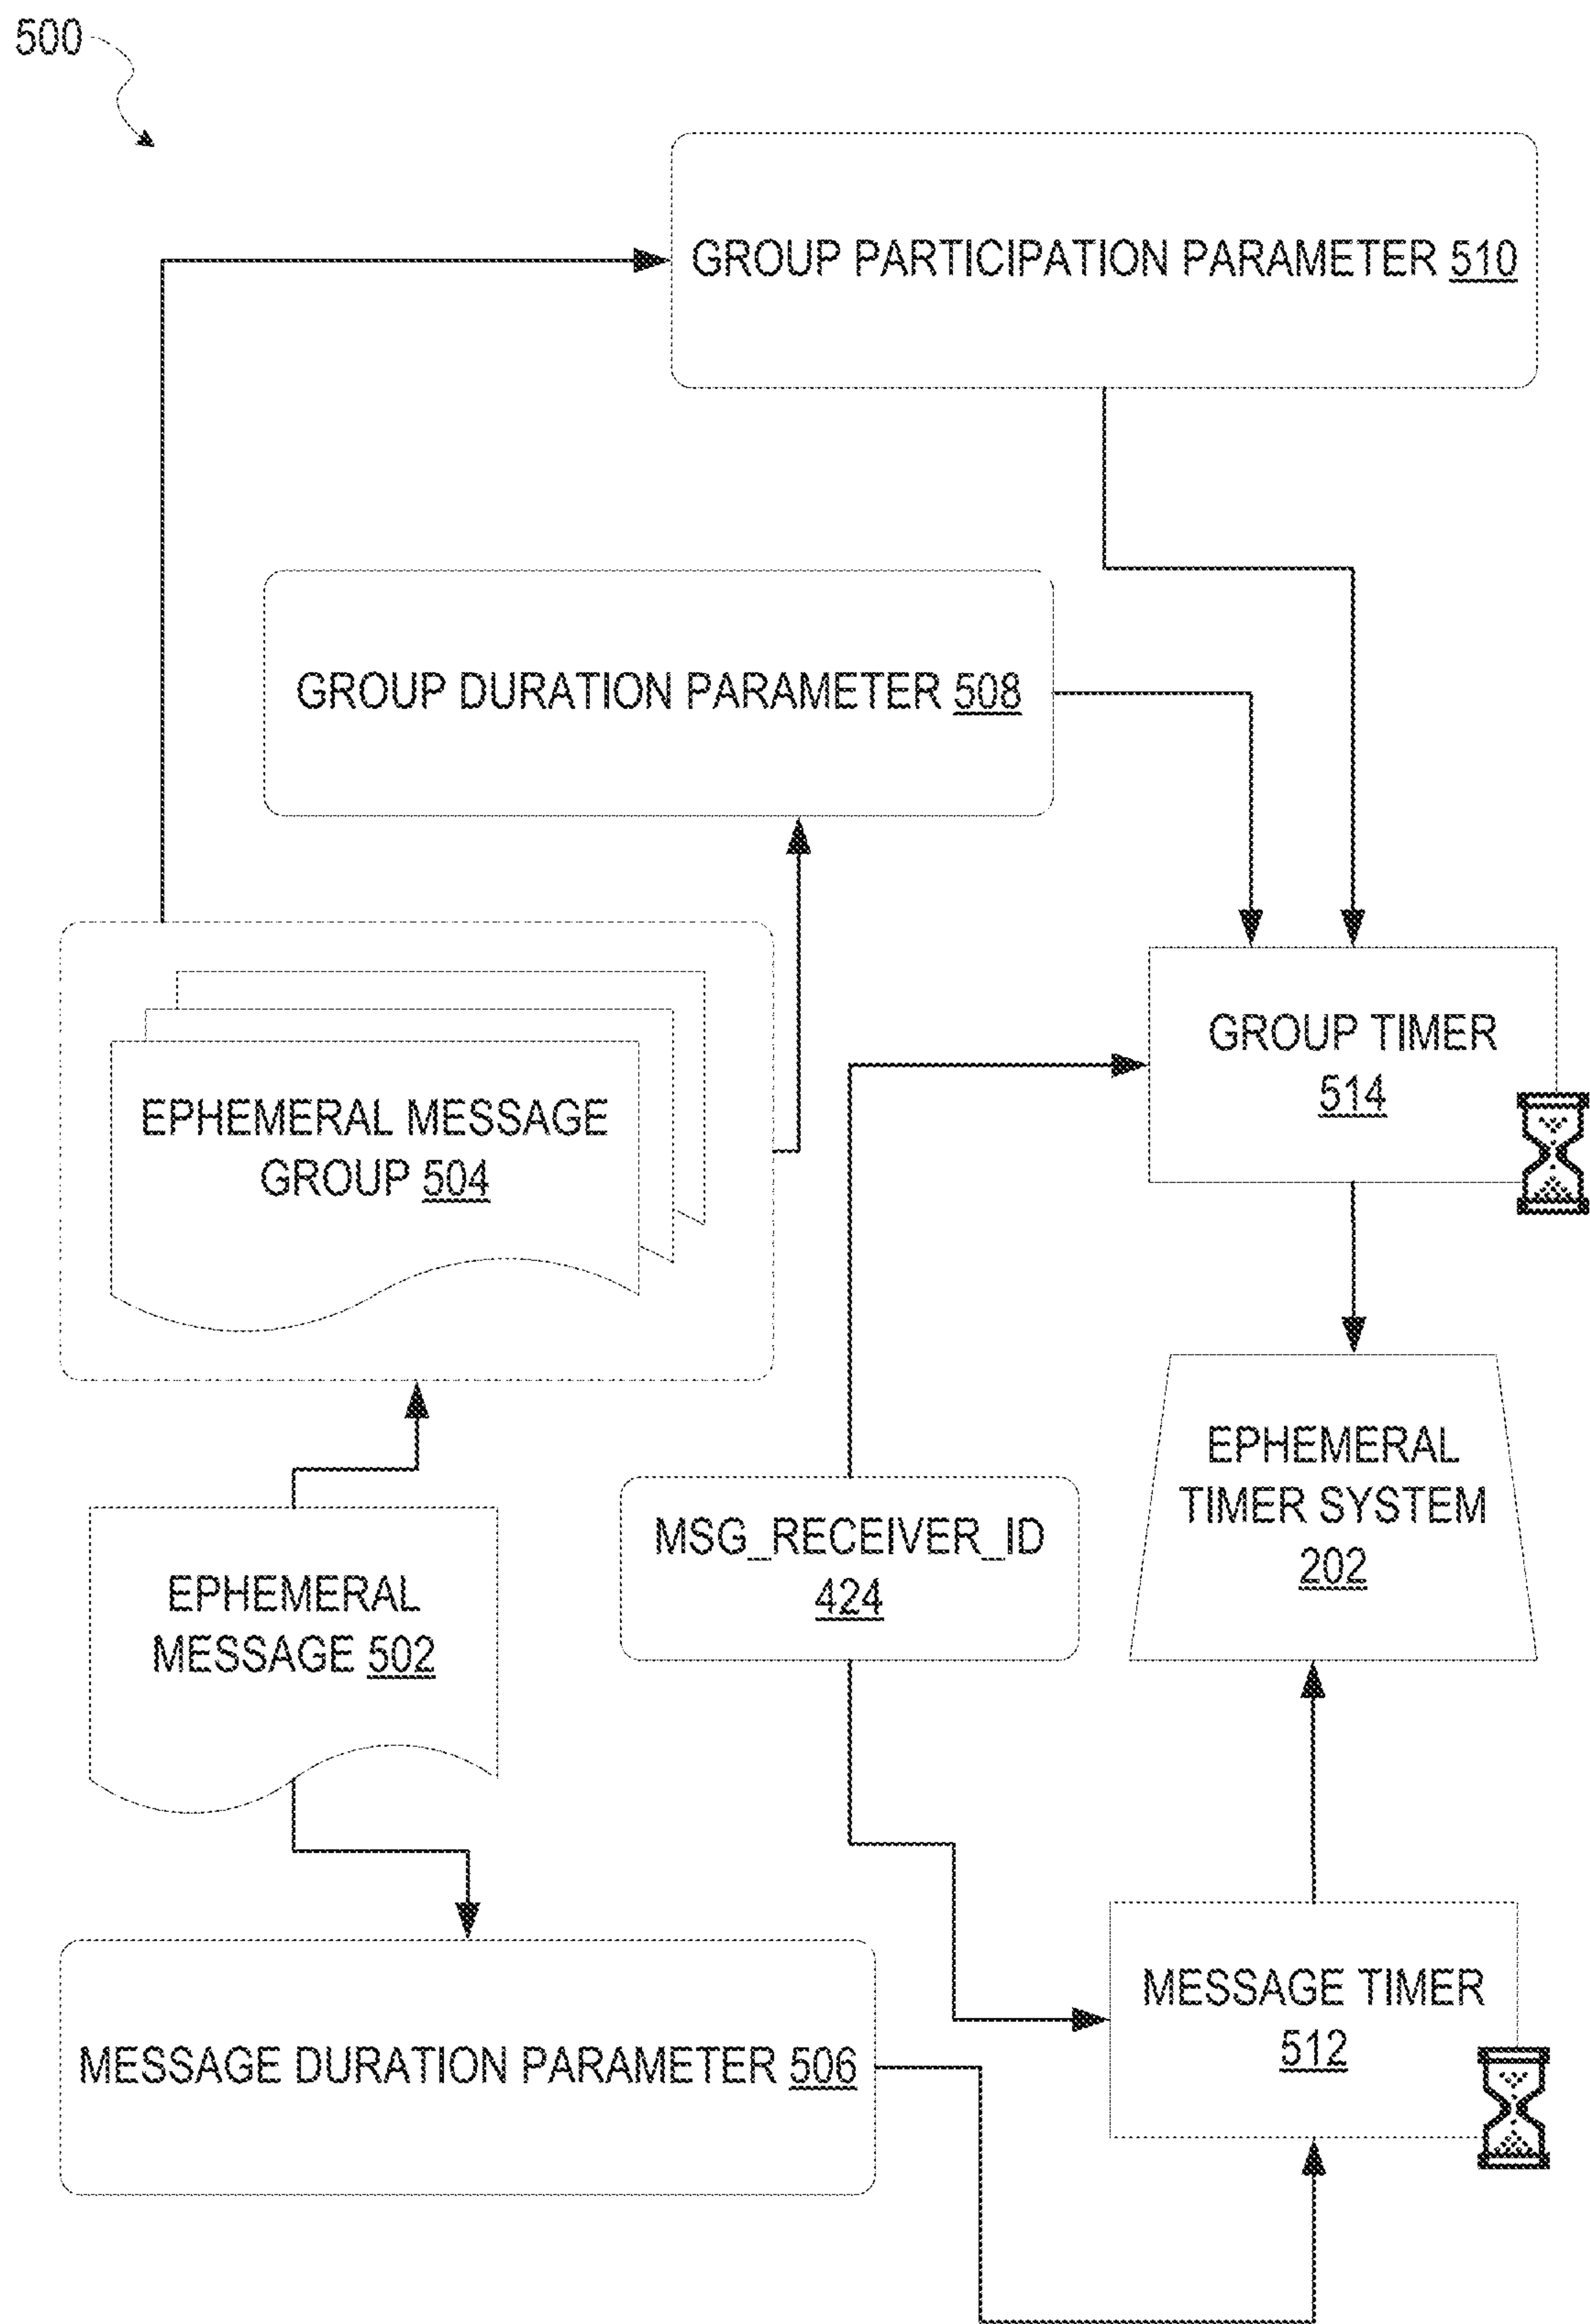 500
GROUP PARTICIPATION PARAMETER 510
GROUP DURATION PARAMETER 508
GROUP TIMER
514
EPHEMERAL MESSAGE
GROUP 504
EPHEMERAL
TIMER SYSTEM
202
MSG_RECEIVER_ID
424
EPHEMERAL
MESSAGE 502
MESSAGE TIMER
512
MESSAGE DURATION PARAMETER 506